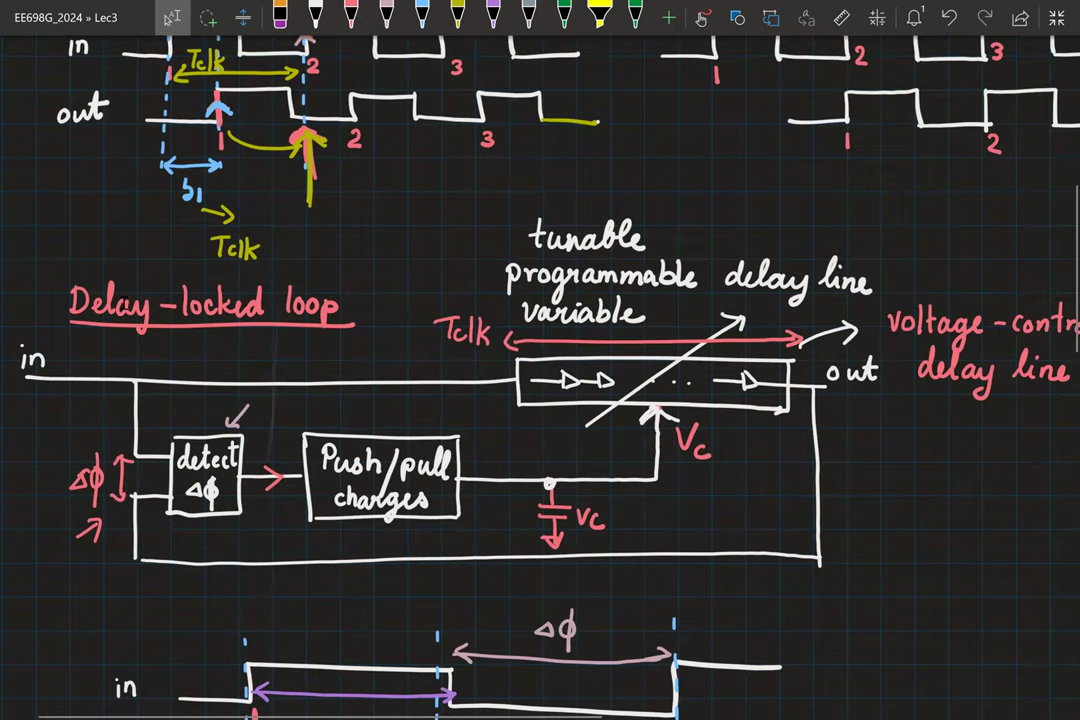 EE698G_2024 » Lec3
in
Tclk
1
2
3
1
2
3
out
1
2
3
1
2
Tclk
tunable
programmable delay line
variable
Delay-locked loop
Tclk
voltage-contr
delay line
in
out
detect
Δϕ
Push/pull
charges
Δϕ
Vc
Vc
Δϕ
in